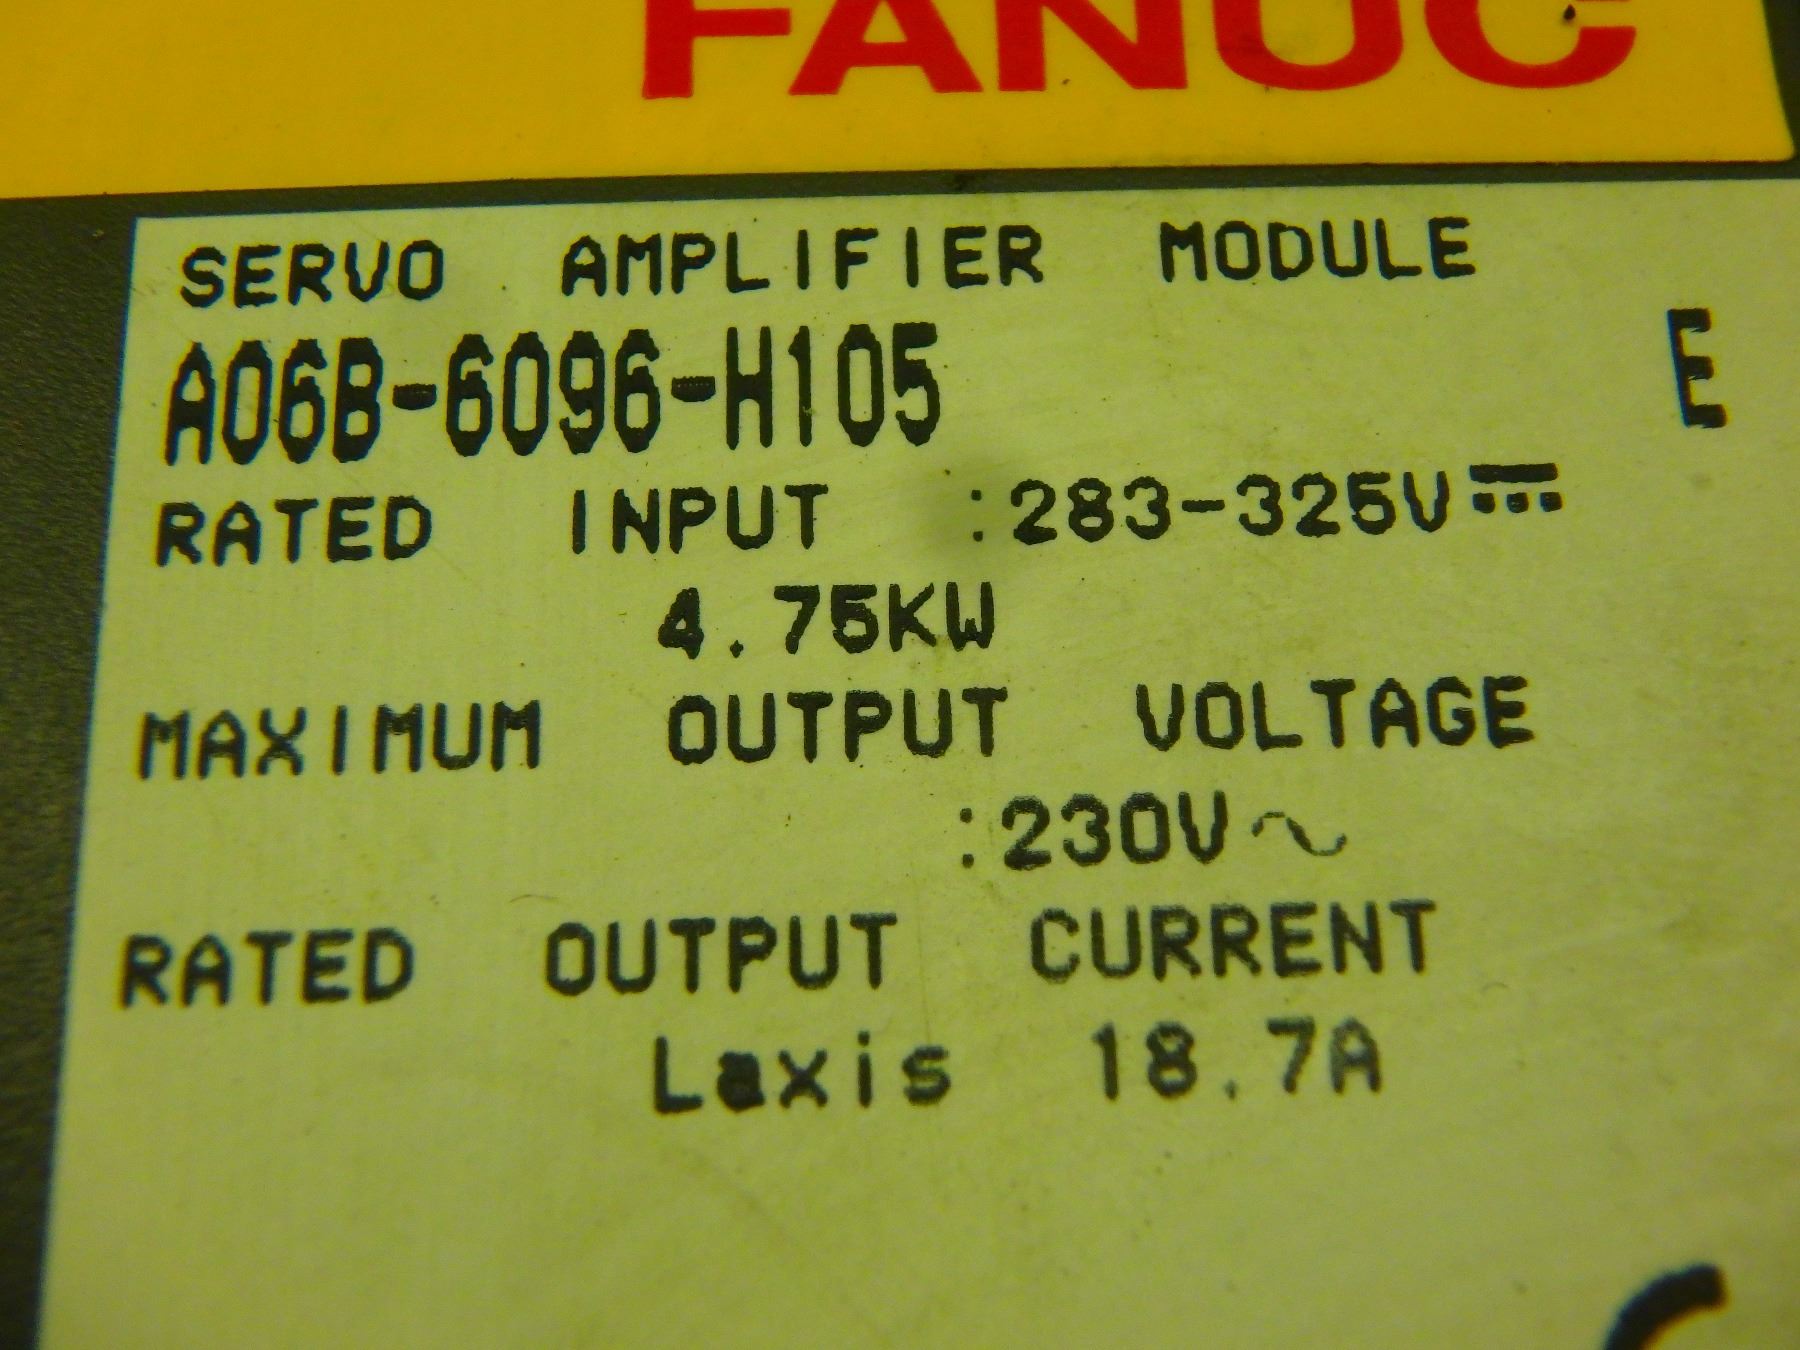 FANUC
SERVO AMPLIFIER MODULE
A06B-6096-H105 E
RATED INPUT :283-325V⎓
4.75KW
MAXIMUM OUTPUT VOLTAGE
:230V~
RATED OUTPUT CURRENT
Laxis 18.7A